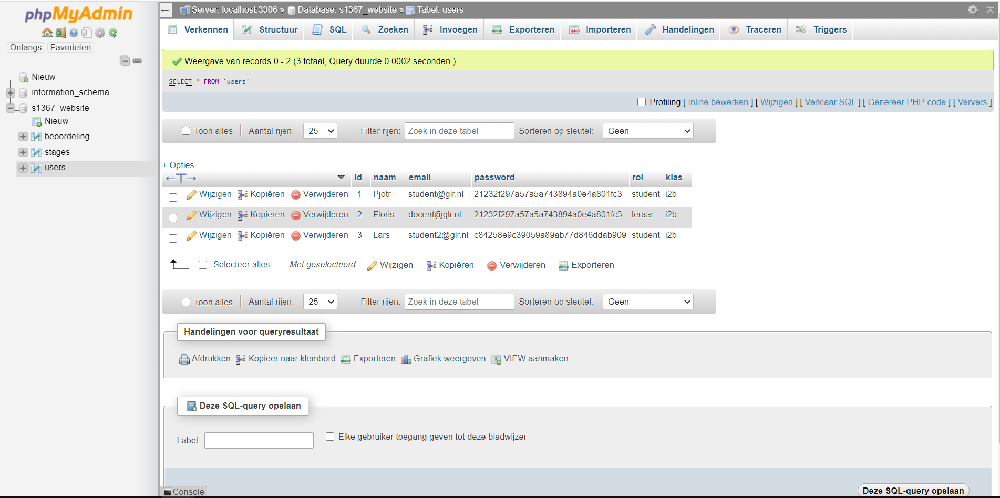 phpMyAdmin
Onlangs Favorieten
Nieuw
information_schema
s1367_website
Nieuw
beoordeling
stages
users
Server: localhost:3306 » Database: s1367_website » Tabel: users
Verkennen Structuur SQL Zoeken Invoegen Exporteren Importeren Handelingen Traceren Triggers
Weergave van records 0 - 2 (3 totaal, Query duurde 0.0002 seconden.)
SELECT * FROM `users`
Profiling [ Inline bewerken ] [ Wijzigen ] [ Verklaar SQL ] [ Genereer PHP-code ] [ Ververs ]
Toon alles | Aantal rijen: 25 Filter rijen: Zoek in deze tabel Sorteren op sleutel: Geen
+ Opties
←T→ id naam email password rol klas
Wijzigen Kopiëren Verwijderen 1 Pjotr student@glr.nl 21232f297a57a5a743894a0e4a801fc3 student i2b
Wijzigen Kopiëren Verwijderen 2 Floris docent@glr.nl 21232f297a57a5a743894a0e4a801fc3 leraar i2b
Wijzigen Kopiëren Verwijderen 3 Lars student2@glr.nl c84258e9c39059a89ab77d846ddab909 student i2b
Selecteer alles Met geselecteerd: Wijzigen Kopiëren Verwijderen Exporteren
Toon alles | Aantal rijen: 25 Filter rijen: Zoek in deze tabel Sorteren op sleutel: Geen
Handelingen voor queryresultaat
Afdrukken Kopieer naar klembord Exporteren Grafiek weergeven VIEW aanmaken
Deze SQL-query opslaan
Label: Elke gebruiker toegang geven tot deze bladwijzer
Console
Deze SQL-query opslaan